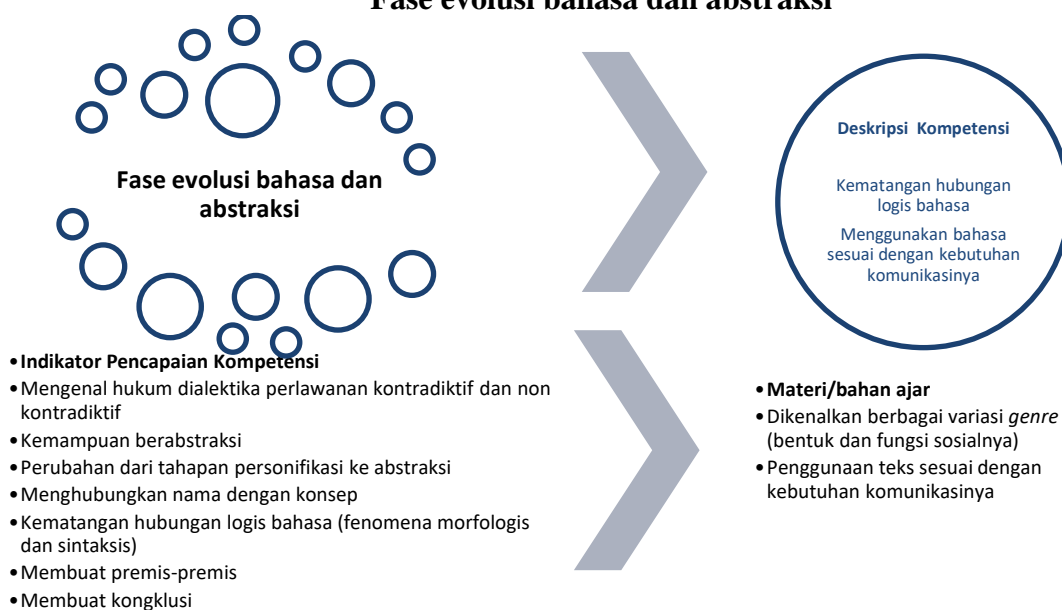 Fase evolusi bahasa dan abstraksi
Fase evolusi bahasa dan
abstraksi
• Indikator Pencapaian Kompetensi
• Mengenal hukum dialektika perlawanan kontradiktif dan non
kontradiktif
• Kemampuan berabstraksi
• Perubahan dari tahapan personifikasi ke abstraksi
• Menghubungkan nama dengan konsep
• Kematangan hubungan logis bahasa (fenomena morfologis
dan sintaksis)
• Membuat premis-premis
• Membuat kongklusi
Deskripsi Kompetensi
Kematangan hubungan
logis bahasa
Menggunakan bahasa
sesuai dengan kebutuhan
komunikasinya
• Materi/bahan ajar
• Dikenalkan berbagai variasi genre
(bentuk dan fungsi sosialnya)
• Penggunaan teks sesuai dengan
kebutuhan komunikasinya